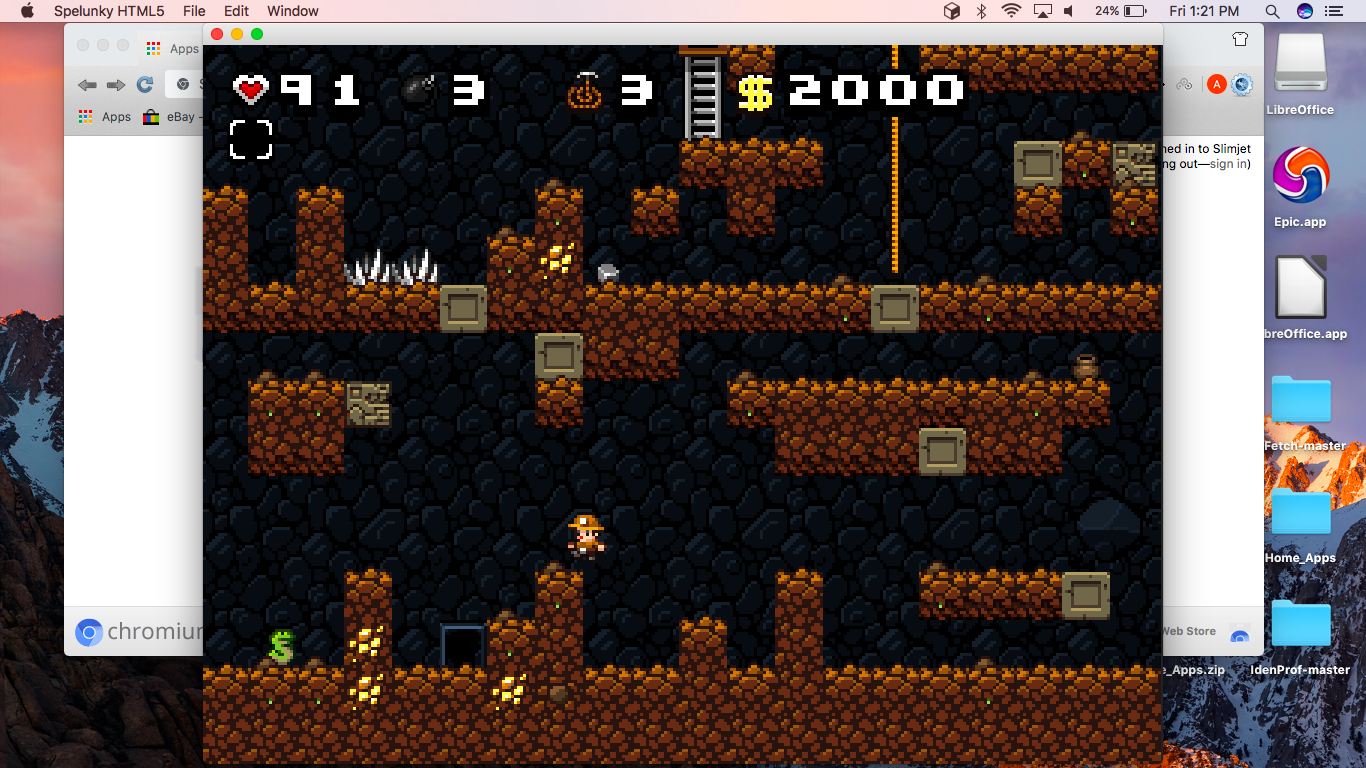 Spelunky HTML5 File Edit Window 24% Fri 1:21 PM
Apps
A
Apps eBay –
91 3 3 $2000
ned in to Slimjet
ng out—sign in)
LibreOffice
Epic.app
breOffice.app
Fetch-master
Home_Apps
chromium
Web Store
e_Apps.zip IdenProf-master